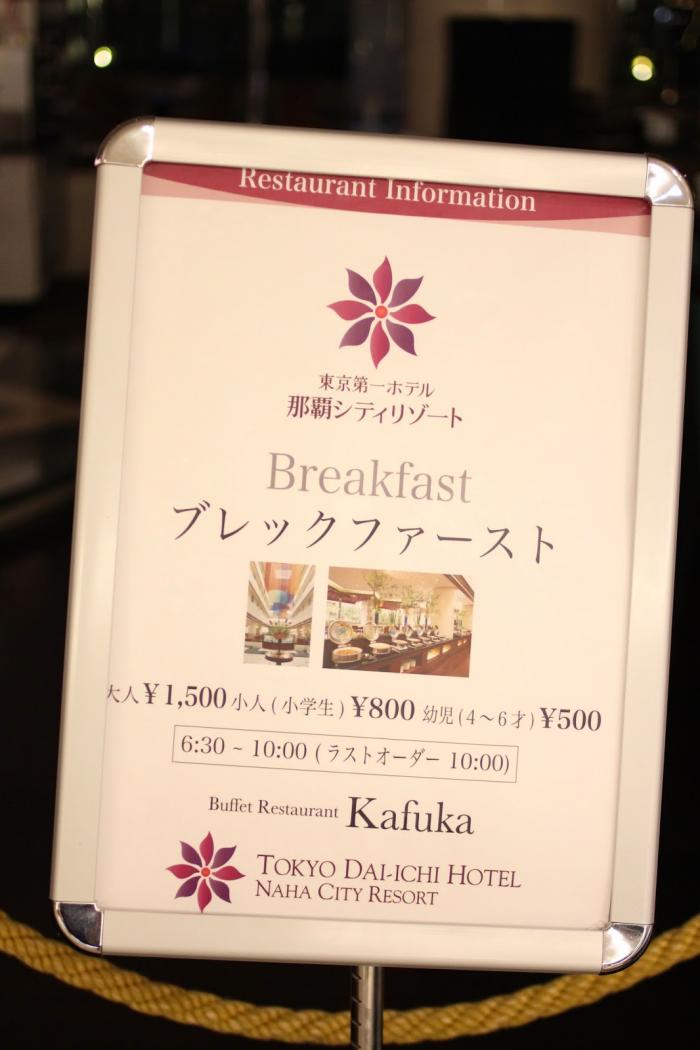 Restaurant Information
東京第一ホテル
那覇シティリゾート
Breakfast
ブレックファースト
大人¥1,500 小人(小学生)¥800 幼児(4～6才)¥500
6:30 ~ 10:00 (ラストオーダー 10:00)
Buffet Restaurant Kafuka
TOKYO DAI-ICHI HOTEL
NAHA CITY RESORT